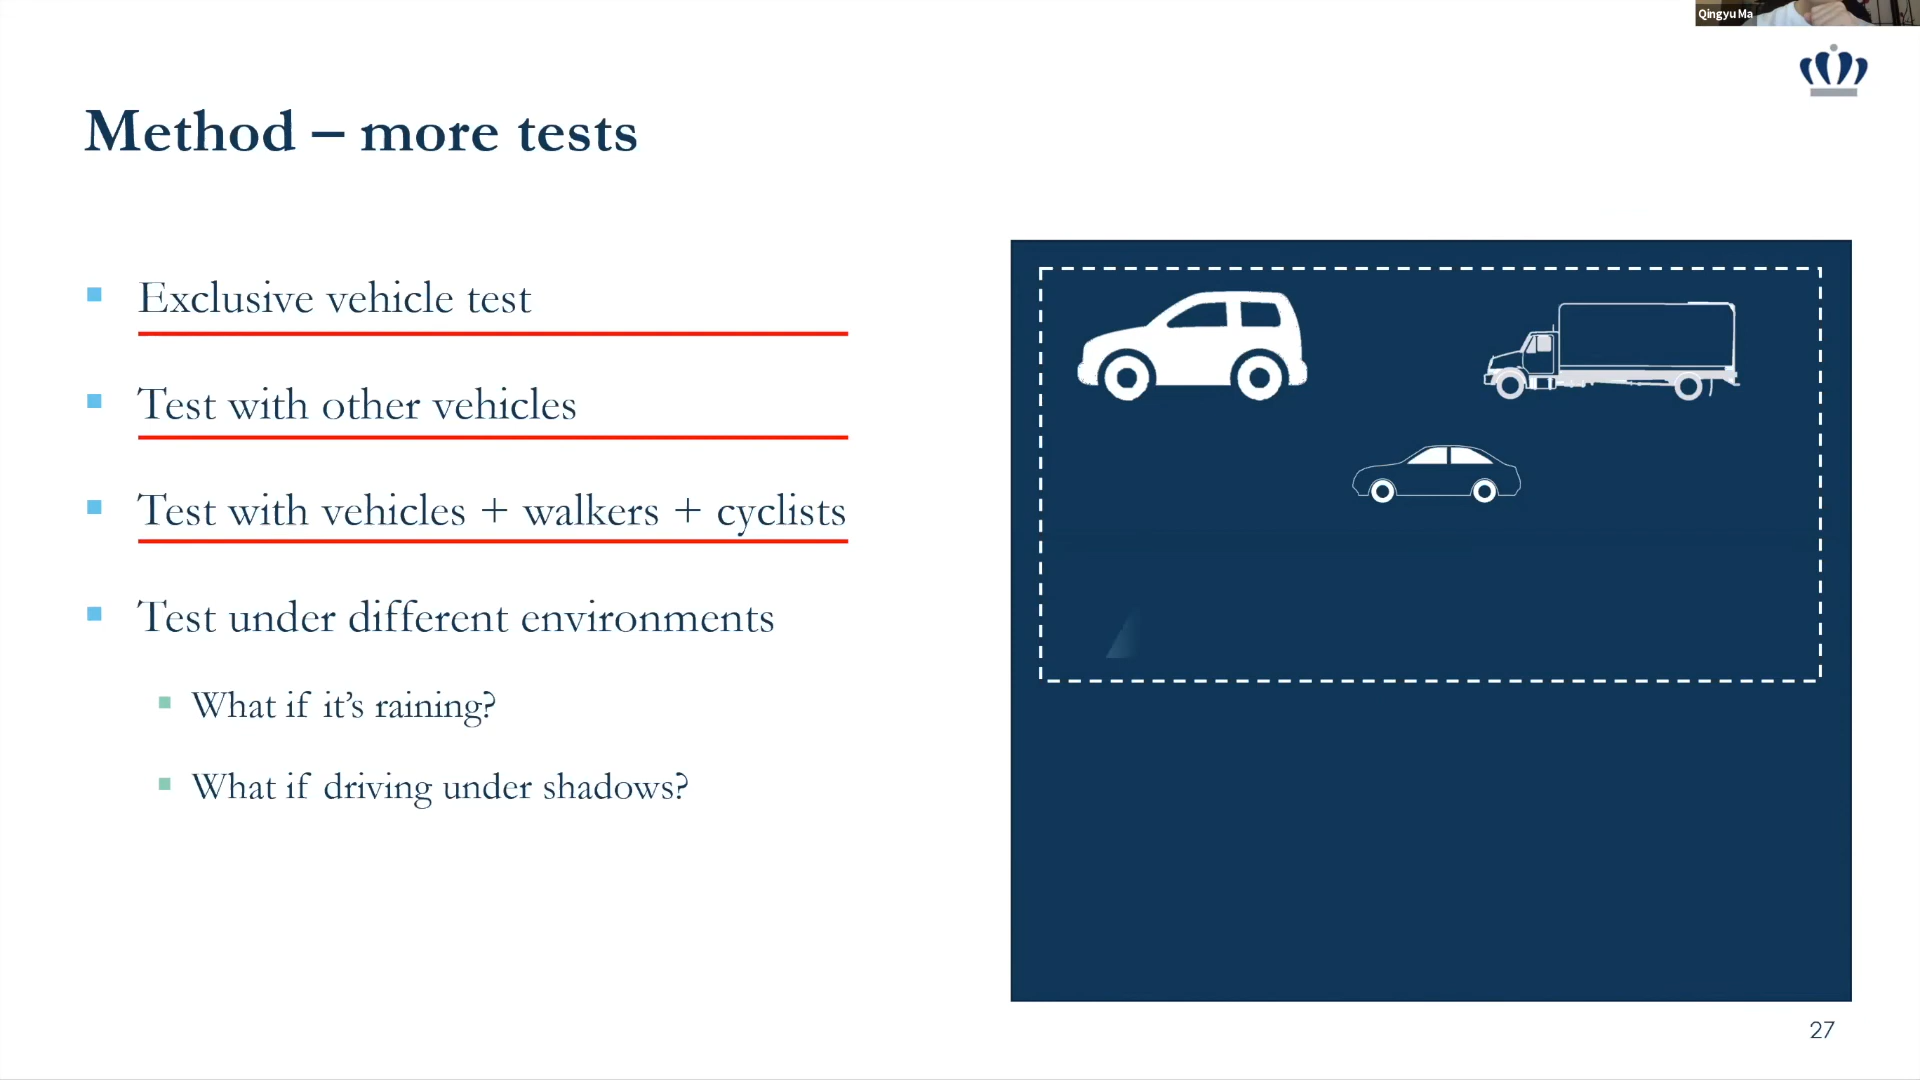 Qingyu Ma
Method – more tests
Exclusive vehicle test
Test with other vehicles
Test with vehicles + walkers + cyclists
Test under different environments
What if it’s raining?
What if driving under shadows?
27